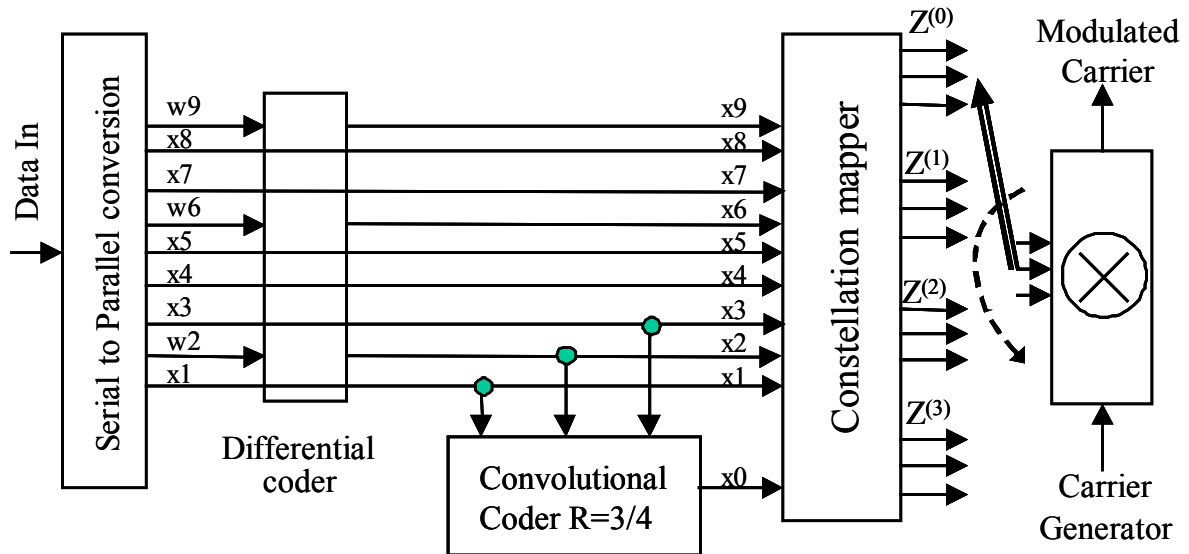 Data In
Serial to Parallel conversion
w9
x8
x7
w6
x5
x4
x3
w2
x1
Differential
coder
x9
x8
x7
x6
x5
x4
x3
x2
x1
Convolutional
Coder R=3/4
x0
Constellation mapper
Z(0)
Z(1)
Z(2)
Z(3)
Modulated
Carrier
Carrier
Generator